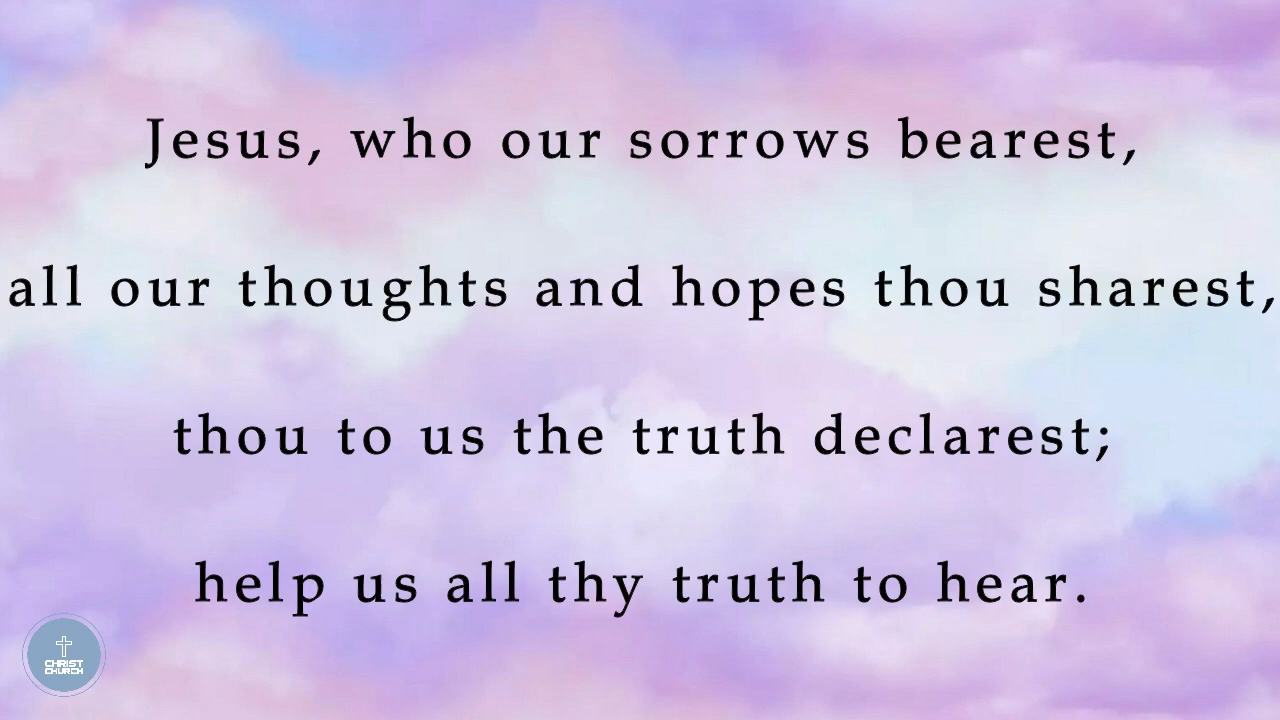 Jesus, who our sorrows bearest,
all our thoughts and hopes thou sharest,
thou to us the truth declarest;
help us all thy truth to hear.
CHRIST
CHURCH